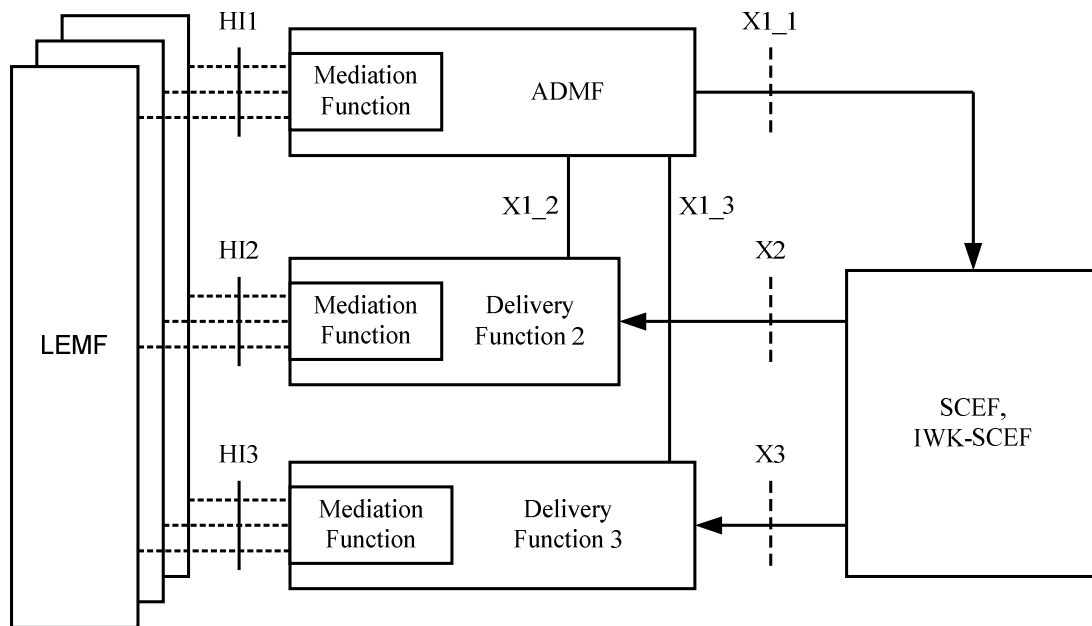 HI1
X1_1
Mediation
Function
ADMF
X1_2
X1_3
HI2
X2
Mediation
Function
Delivery
Function 2
LEMF
SCEF,
IWK-SCEF
HI3
X3
Mediation
Function
Delivery
Function 3